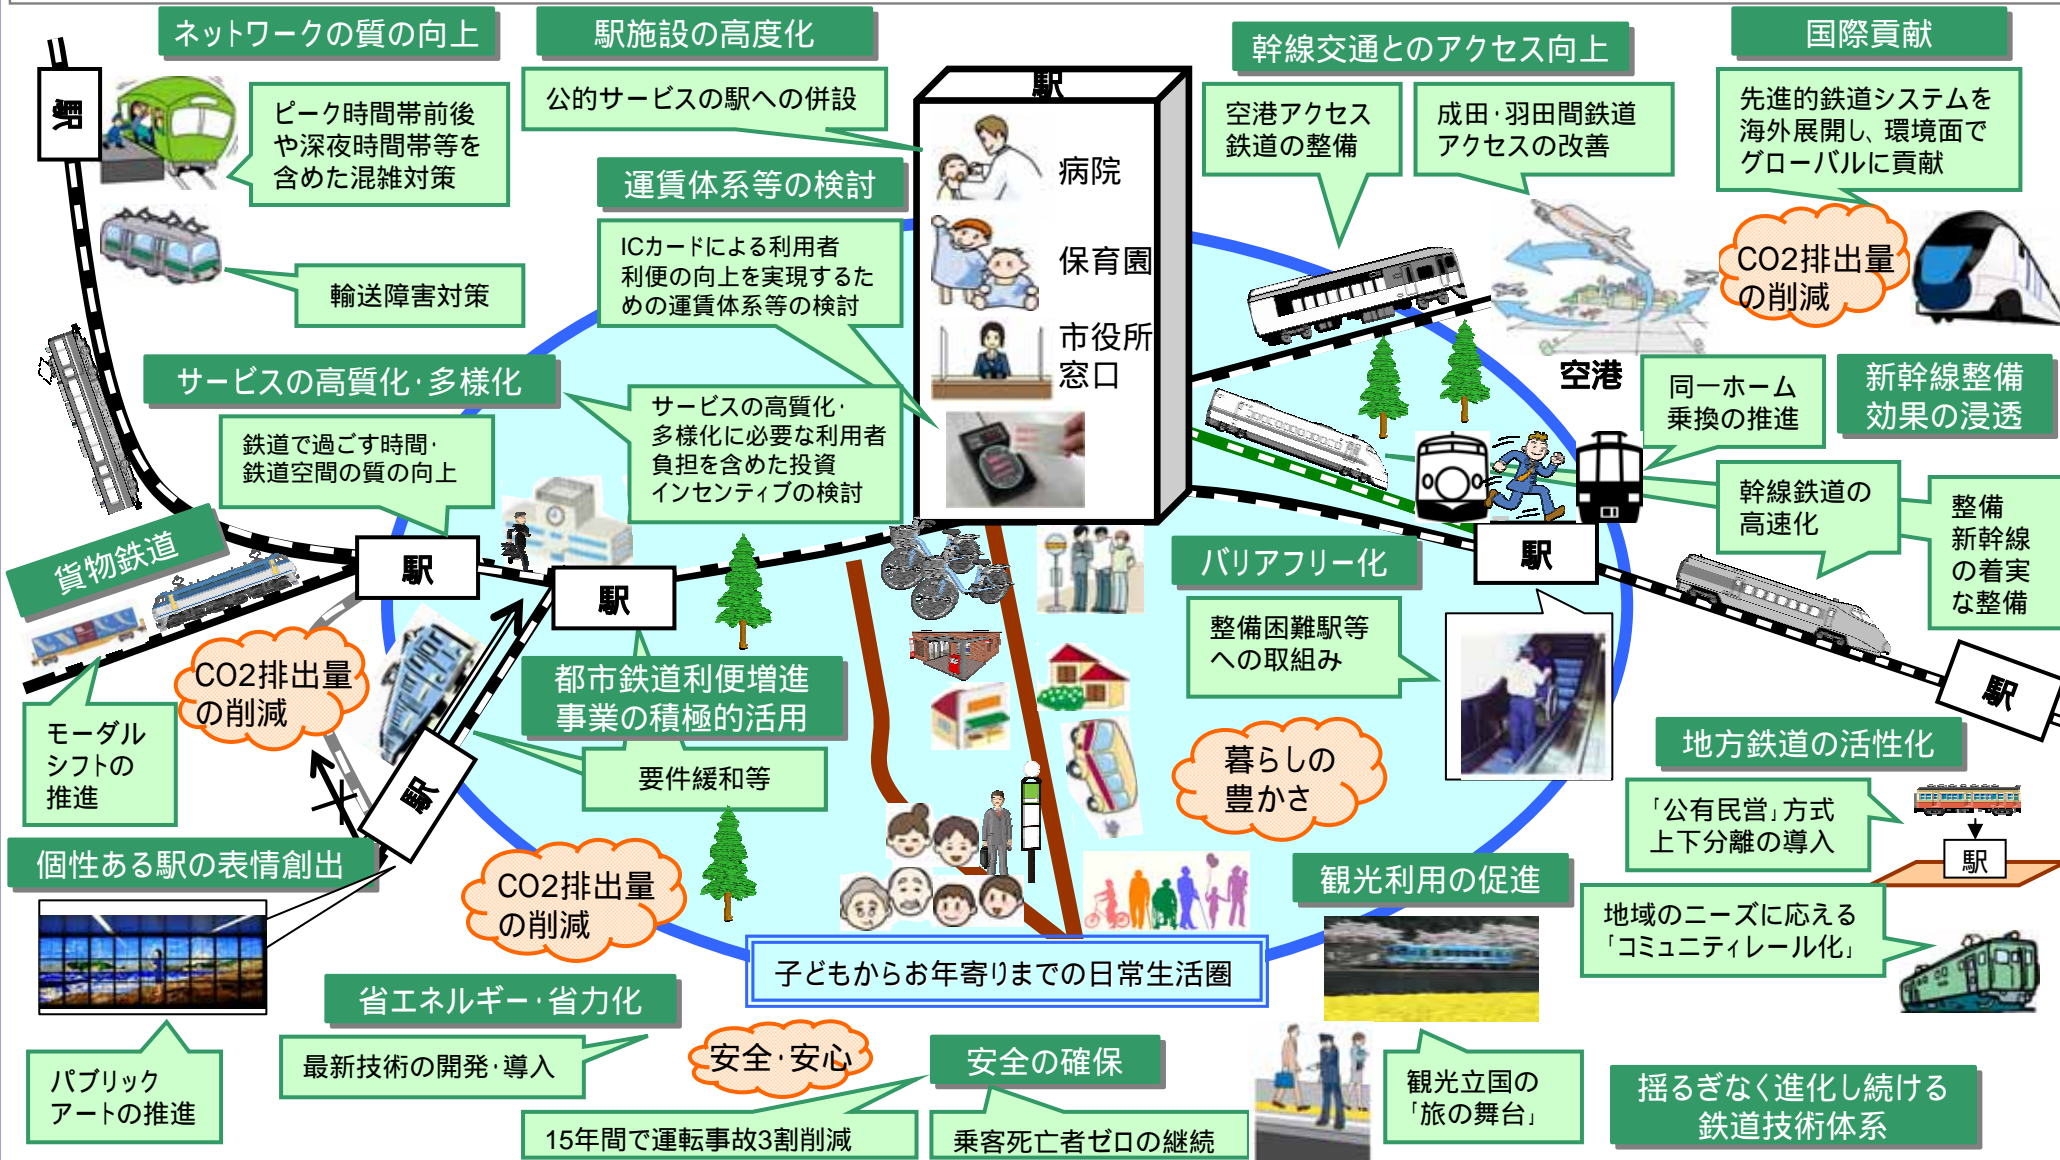 ネットワークの質の向上
駅
ピーク時間帯前後
や深夜時間帯等を
含めた混雑対策
輸送障害対策
駅施設の高度化
公的サービスの駅への併設
駅
病院
保育園
市役所
窓口
運賃体系等の検討
ICカードによる利用者
利便の向上を実現するた
めの運賃体系等の検討
幹線交通とのアクセス向上
空港アクセス
鉄道の整備
成田・羽田間鉄道
アクセスの改善
空港
国際貢献
先進的鉄道システムを
海外展開し、環境面で
グローバルに貢献
CO2排出量
の削減
サービスの高質化・多様化
鉄道で過ごす時間・
鉄道空間の質の向上
サービスの高質化・
多様化に必要な利用者
負担を含めた投資
インセンティブの検討
同一ホーム
乗換の推進
新幹線整備
効果の浸透
幹線鉄道の
高速化
整備
新幹線
の着実
な整備
貨物鉄道
駅
駅
CO2排出量
の削減
モーダル
シフトの
推進
都市鉄道利便増進
事業の積極的活用
要件緩和等
駅
バリアフリー化
整備困難駅等
への取組み
駅
駅
暮らしの
豊かさ
地方鉄道の活性化
「公有民営」方式
上下分離の導入
駅
地域のニーズに応える
「コミュニティレール化」
個性ある駅の表情創出
パブリック
アートの推進
CO2排出量
の削減
子どもからお年寄りまでの日常生活圏
観光利用の促進
観光立国の
「旅の舞台」
省エネルギー・省力化
最新技術の開発・導入
安全・安心
安全の確保
15年間で運転事故3割削減
乗客死亡者ゼロの継続
揺るぎなく進化し続ける
鉄道技術体系